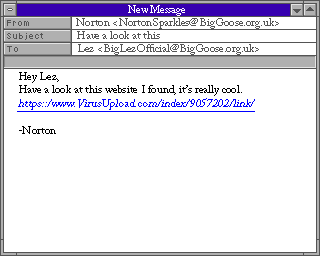 New Message
From Norton <NortonSparkles@BigGoose.org.uk>
Subject Have a look at this
To Lez <BigLezOfficial@BigGoose.org.uk>
Hey Lez,
Have a look at this website I found, it's really cool.
https://www.VirusUpload.com/index/9057202/link/
-Norton